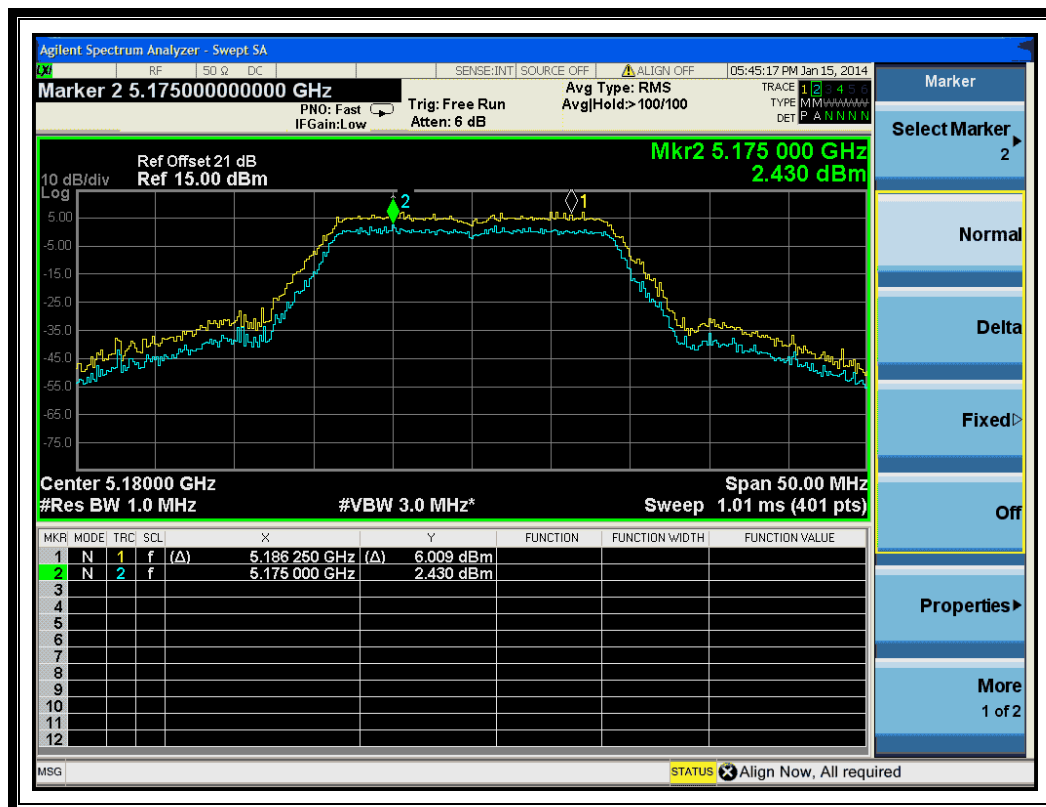 Agilent Spectrum Analyzer - Swept SA
LXI RF 50 Ω DC SENSE:INT SOURCE OFF ALIGN OFF 05:45:17 PM Jan 15, 2014
Marker 2 5.175000000000 GHz
PNO: Fast
IFGain:Low
Trig: Free Run
Atten: 6 dB
Avg Type: RMS
Avg|Hold:>100/100
TRACE 1 2 3 4 5 6
TYPE M M W W W W
DET P A N N N N
Mkr2 5.175 000 GHz
2.430 dBm
Ref Offset 21 dB
10 dB/div Ref 15.00 dBm
Log
2
1
5.00
-5.00
-15.0
-25.0
-35.0
-45.0
-55.0
-65.0
-75.0
Center 5.18000 GHz Span 50.00 MHz
#Res BW 1.0 MHz #VBW 3.0 MHz* Sweep 1.01 ms (401 pts)
MKR MODE TRC SCL X Y FUNCTION FUNCTION WIDTH FUNCTION VALUE
1 N 1 f (Δ) 5.186 250 GHz (Δ) 6.009 dBm
2 N 2 f 5.175 000 GHz 2.430 dBm
3
4
5
6
7
8
9
10
11
12
MSG STATUS Align Now, All required
Marker
Select Marker
2
Normal
Delta
Fixed
Off
Properties
More
1 of 2